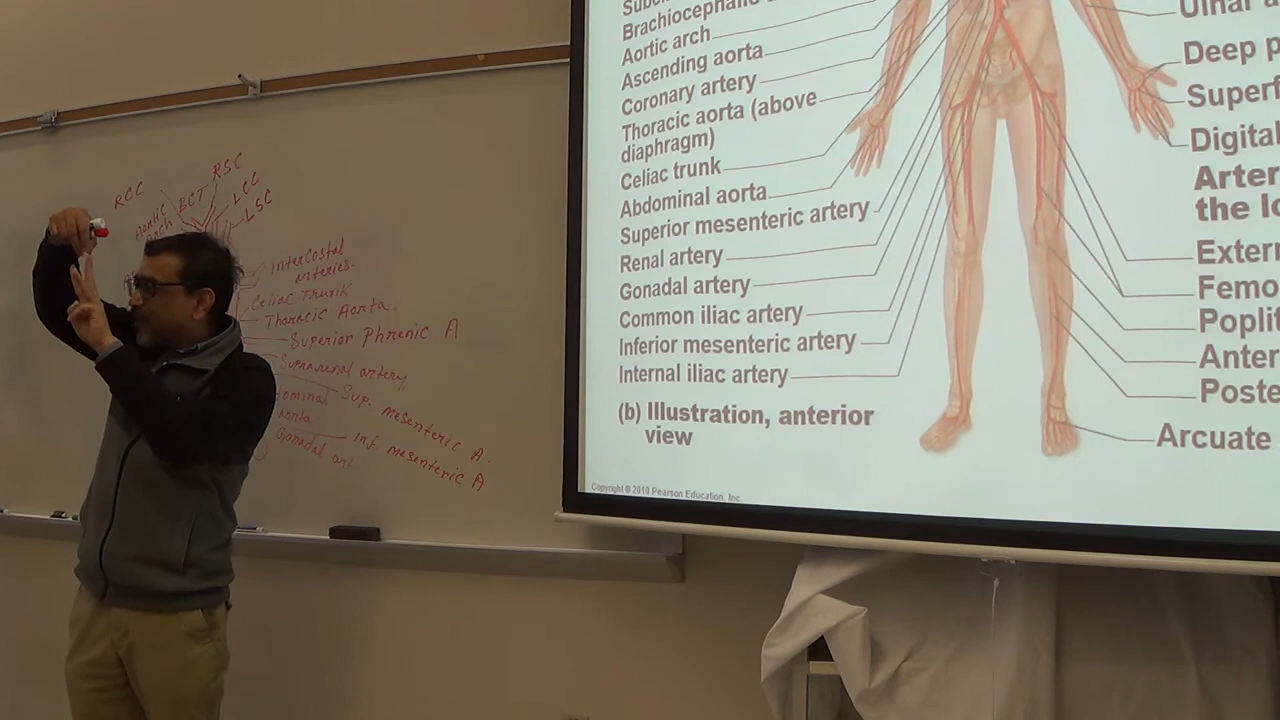 RCC
RSC
BCT
LCC
LSC
Aortic
Arch
InterCostal
arteries.
Celiac Trunk
Thoracic Aorta.
Superior Phrenic A
Suprarenal artery
Sup. mesenteric A.
Gonadal
Inf mesenteric A
Brachiocephalic
Aortic arch
Ascending aorta
Coronary artery
Thoracic aorta (above
diaphragm)
Celiac trunk
Abdominal aorta
Superior mesenteric artery
Renal artery
Gonadal artery
Common iliac artery
Inferior mesenteric artery
Internal iliac artery
(b) Illustration, anterior
view
Copyright © 2010 Pearson Education, Inc.
Ulnar a
Deep p
Superf
Digital
Arter
the lo
Extern
Femo
Poplit
Anter
Poste
Arcuate